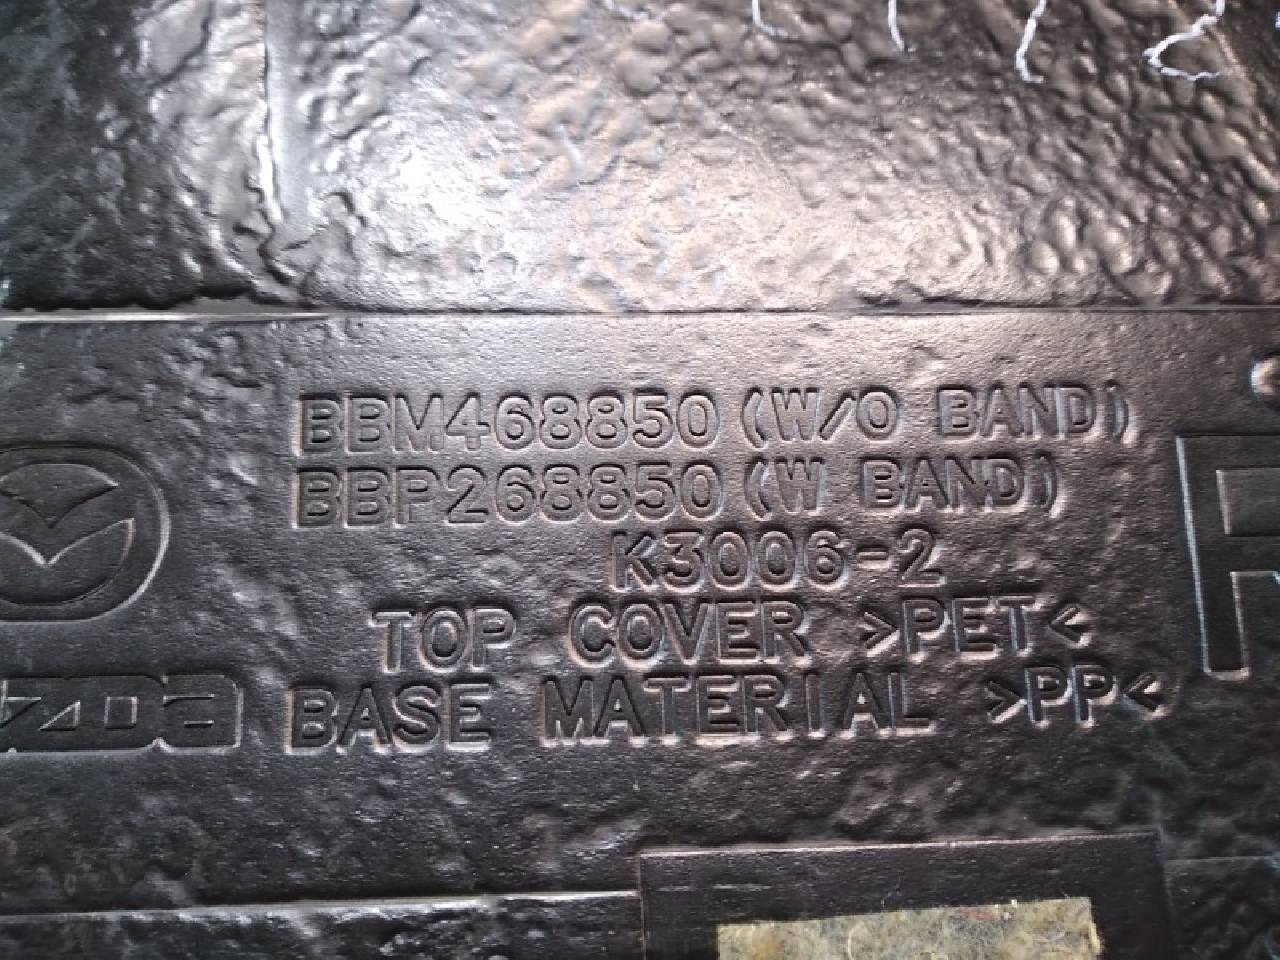 BBM468850 (W/O BAND)
BBP268850 (W BAND)
K3006-2
TOP COVER >PET<
mazda BASE MATERIAL >PP<